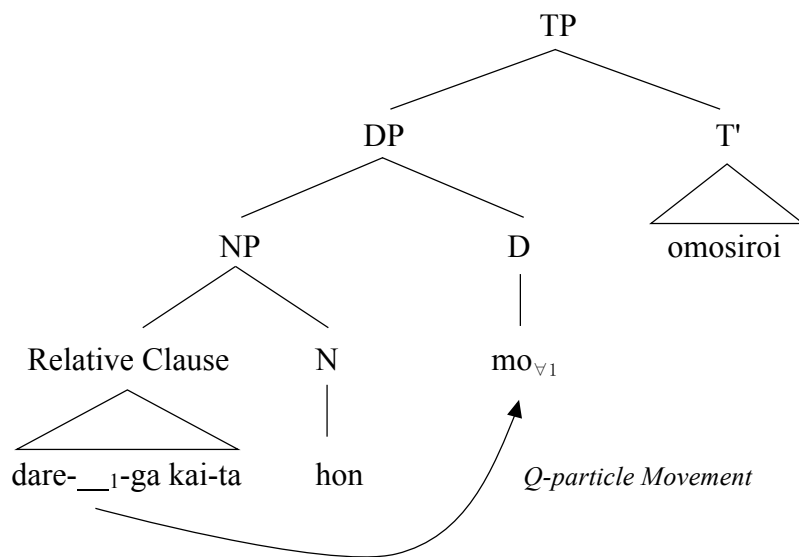 TP
DP T'
NP D omosiroi
Relative Clause N mo∀1
dare-__1-ga kai-ta hon Q-particle Movement